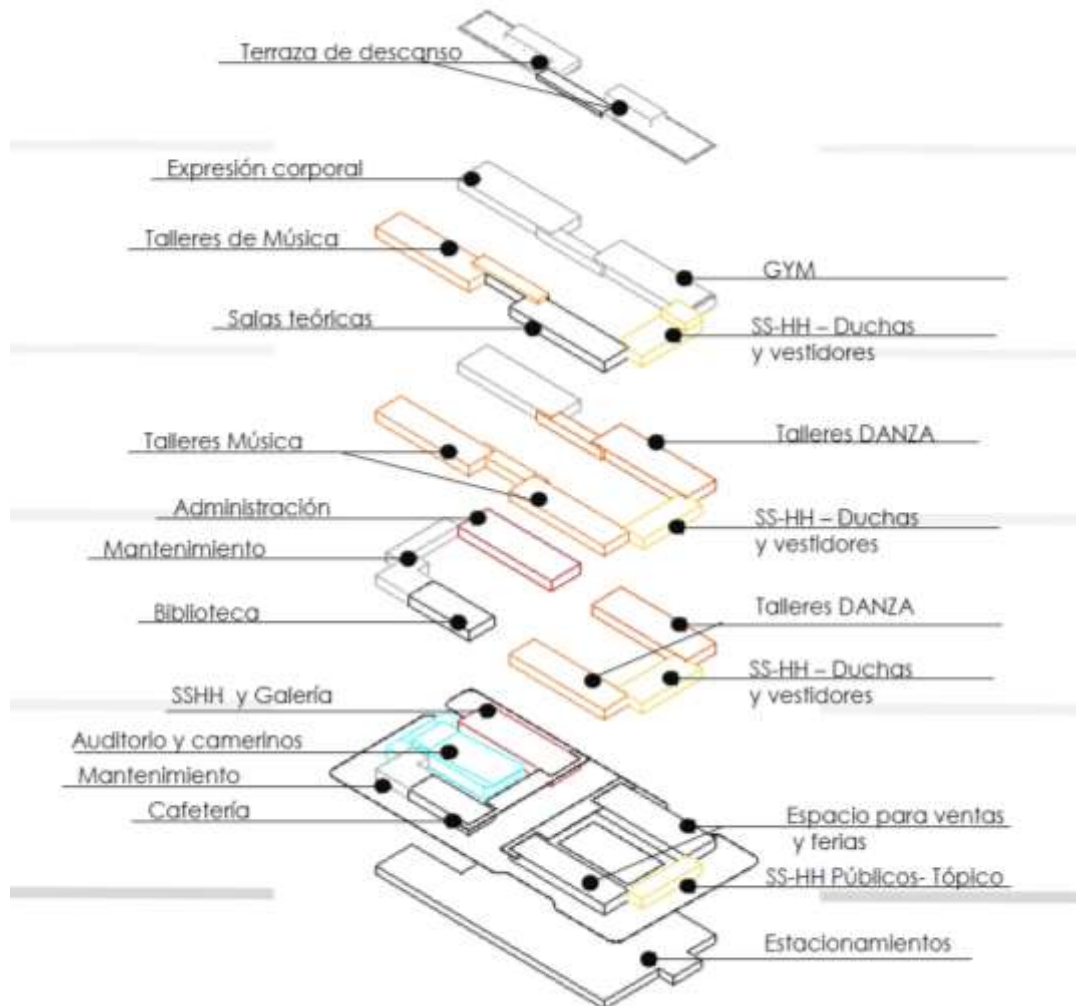 Terraza de descanso
Expresión corporal
Talleres de Música
GYM
Salas teóricas
SS-HH – Duchas
y vestidores
Talleres Música
Talleres DANZA
Administración
SS-HH – Duchas
y vestidores
Mantenimiento
Biblioteca
Talleres DANZA
SS-HH – Duchas
y vestidores
SSHH y Galería
Auditorio y camerinos
Mantenimiento
Cafetería
Espacio para ventas
y ferias
SS-HH Públicos- Tópico
Estacionamientos